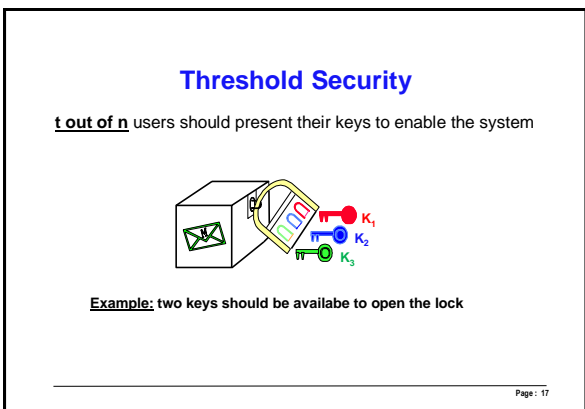 Threshold Security
t out of n users should present their keys to enable the system
M
K1
K2
K3
Example: two keys should be availabe to open the lock
Page : 17